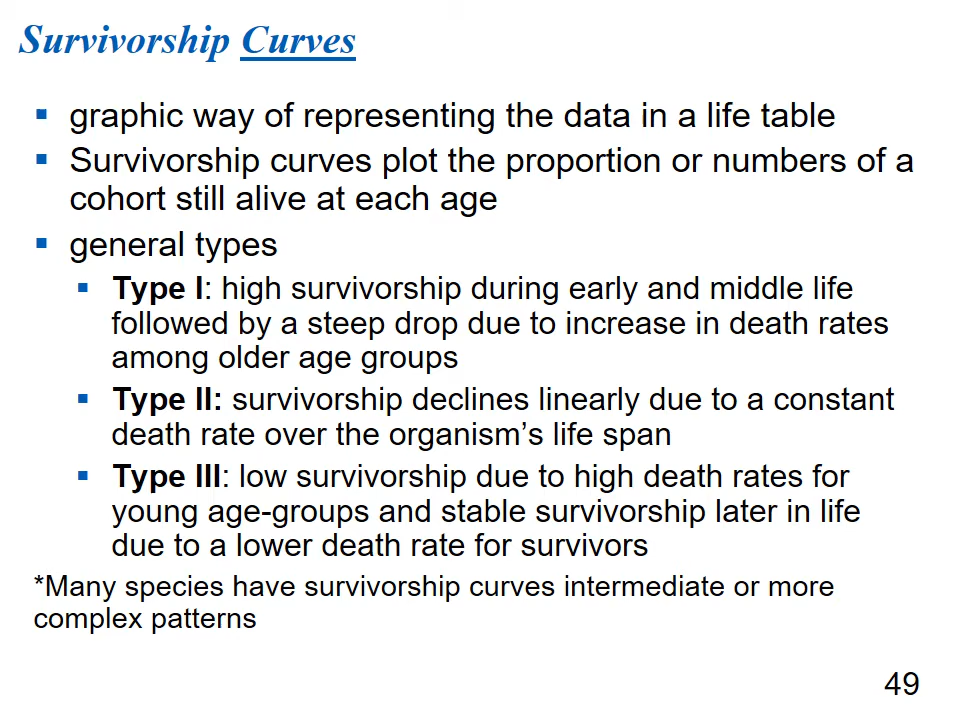 Survivorship Curves
▪ graphic way of representing the data in a life table
▪ Survivorship curves plot the proportion or numbers of a
cohort still alive at each age
▪ general types
▪ Type I: high survivorship during early and middle life
followed by a steep drop due to increase in death rates
among older age groups
▪ Type II: survivorship declines linearly due to a constant
death rate over the organism’s life span
▪ Type III: low survivorship due to high death rates for
young age-groups and stable survivorship later in life
due to a lower death rate for survivors
*Many species have survivorship curves intermediate or more
complex patterns
49